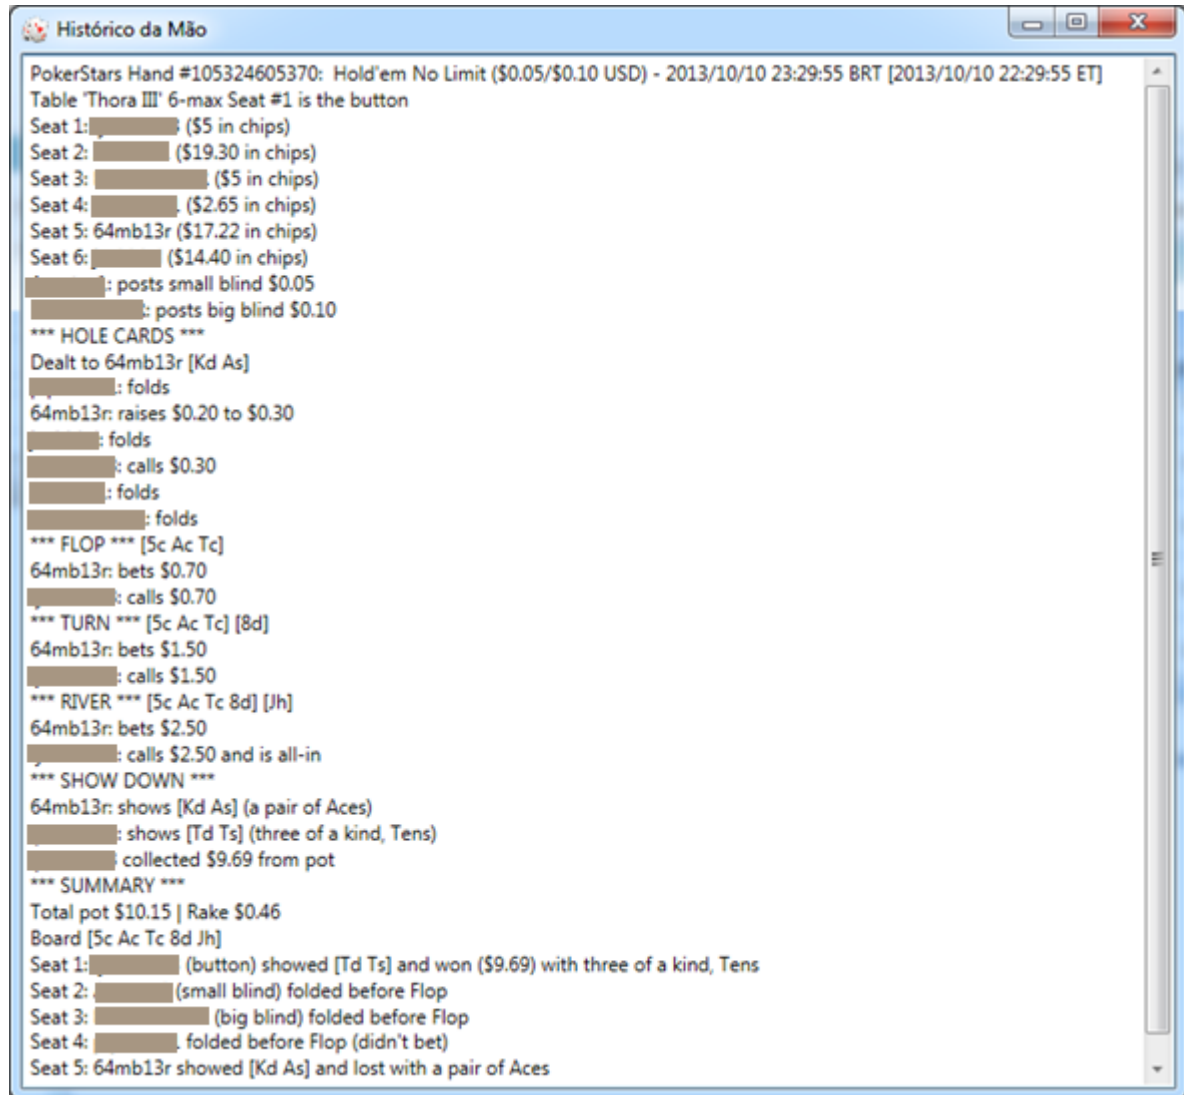 Histórico da Mão
PokerStars Hand #105324605370: Hold'em No Limit ($0.05/$0.10 USD) - 2013/10/10 23:29:55 BRT [2013/10/10 22:29:55 ET]
Table 'Thora III' 6-max Seat #1 is the button
Seat 1: ($5 in chips)
Seat 2: ($19.30 in chips)
Seat 3: ($5 in chips)
Seat 4: ($2.65 in chips)
Seat 5: 64mb13r ($17.22 in chips)
Seat 6: ($14.40 in chips)
: posts small blind $0.05
: posts big blind $0.10
*** HOLE CARDS ***
Dealt to 64mb13r [Kd As]
: folds
64mb13r: raises $0.20 to $0.30
: folds
: calls $0.30
: folds
: folds
*** FLOP *** [5c Ac Tc]
64mb13r: bets $0.70
: calls $0.70
*** TURN *** [5c Ac Tc] [8d]
64mb13r: bets $1.50
: calls $1.50
*** RIVER *** [5c Ac Tc 8d] [Jh]
64mb13r: bets $2.50
: calls $2.50 and is all-in
*** SHOW DOWN ***
64mb13r: shows [Kd As] (a pair of Aces)
: shows [Td Ts] (three of a kind, Tens)
collected $9.69 from pot
*** SUMMARY ***
Total pot $10.15 | Rake $0.46
Board [5c Ac Tc 8d Jh]
Seat 1: (button) showed [Td Ts] and won ($9.69) with three of a kind, Tens
Seat 2: (small blind) folded before Flop
Seat 3: (big blind) folded before Flop
Seat 4: folded before Flop (didn't bet)
Seat 5: 64mb13r showed [Kd As] and lost with a pair of Aces